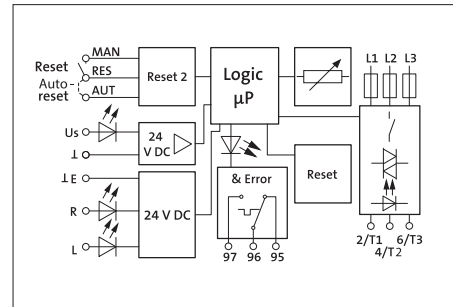 MAN
Reset
RES
Auto
reset
AUT
Reset 2
Logic
µP
L1 L2 L3
Us
⊥
24
V DC
⊥ E
R
L
24 V DC
& Error
97 96 95
Reset
2/T1 6/T3
4/T2